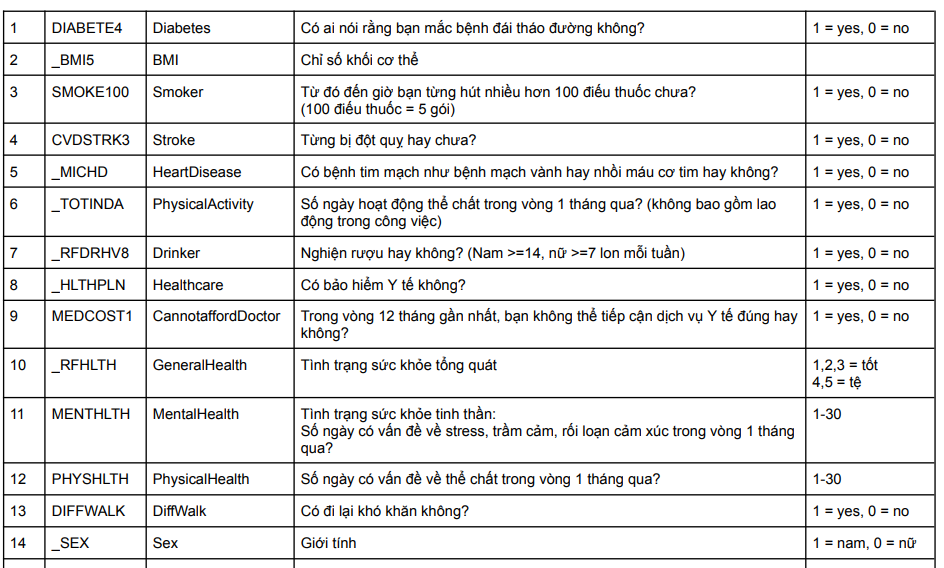 1 DIABETE4 Diabetes Có ai nói rằng bạn mắc bệnh đái tháo đường không? 1 = yes, 0 = no
2 _BMI5 BMI Chỉ số khối cơ thể
3 SMOKE100 Smoker Từ đó đến giờ bạn từng hút nhiều hơn 100 điếu thuốc chưa? 1 = yes, 0 = no
(100 điếu thuốc = 5 gói)
4 CVDSTRK3 Stroke Từng bị đột quỵ hay chưa? 1 = yes, 0 = no
5 _MICHD HeartDisease Có bệnh tim mạch như bệnh mạch vành hay nhồi máu cơ tim hay không? 1 = yes, 0 = no
6 _TOTINDA PhysicalActivity Số ngày hoạt động thể chất trong vòng 1 tháng qua? (không bao gồm lao 1 = yes, 0 = no
động trong công việc)
7 _RFDRHV8 Drinker Nghiện rượu hay không? (Nam >=14, nữ >=7 lon mỗi tuần) 1 = yes, 0 = no
8 _HLTHPLN Healthcare Có bảo hiểm Y tế không? 1 = yes, 0 = no
9 MEDCOST1 CannotaffordDoctor Trong vòng 12 tháng gần nhất, bạn không thể tiếp cận dịch vụ Y tế đúng hay 1 = yes, 0 = no
không?
10 _RFHLTH GeneralHealth Tình trạng sức khỏe tổng quát 1,2,3 = tốt
4,5 = tệ
11 MENTHLTH MentalHealth Tình trạng sức khỏe tinh thần: 1-30
Số ngày có vấn đề về stress, trầm cảm, rối loạn cảm xúc trong vòng 1 tháng
qua?
12 PHYSHLTH PhysicalHealth Số ngày có vấn đề về thể chất trong vòng 1 tháng qua? 1-30
13 DIFFWALK DiffWalk Có đi lại khó khăn không? 1 = yes, 0 = no
14 _SEX Sex Giới tính 1 = nam, 0 = nữ